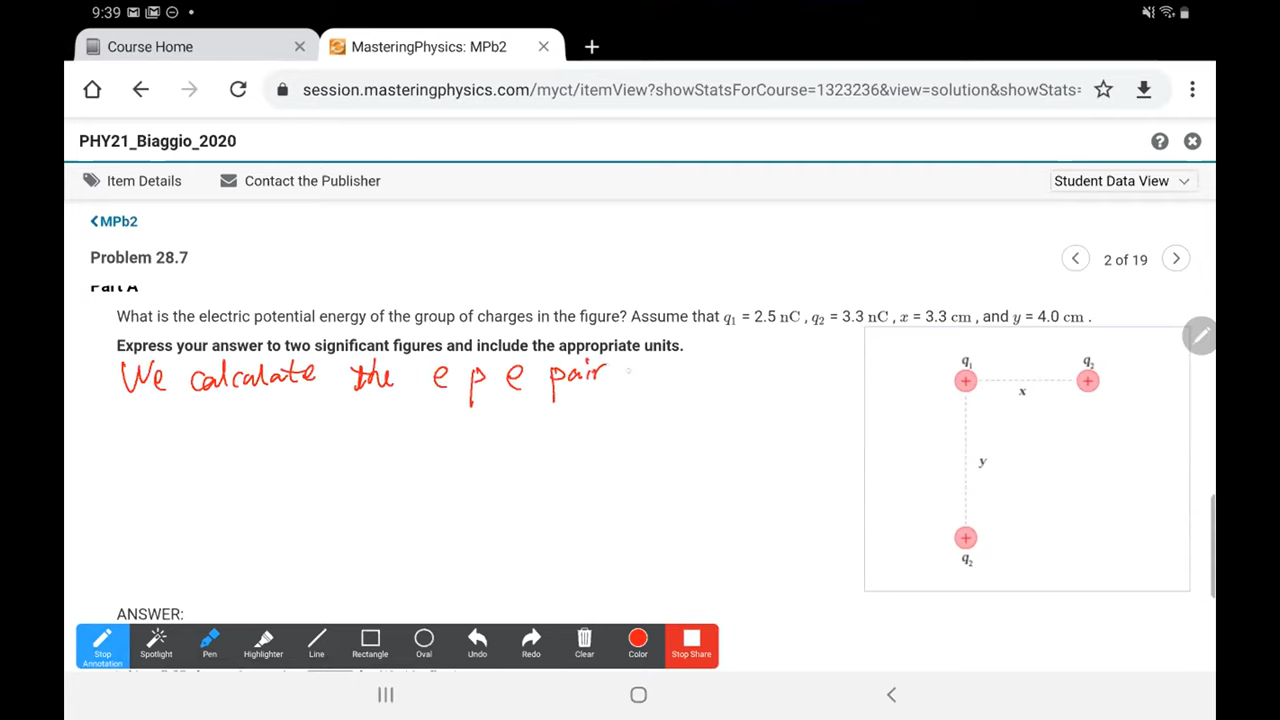 9:39
Course Home
MasteringPhysics: MPb2
session.masteringphysics.com/myct/itemView?showStatsForCourse=1323236&view=solution&showStats=
PHY21_Biaggio_2020
Item Details
Contact the Publisher
Student Data View
MPb2
Problem 28.7
2 of 19
Part A
What is the electric potential energy of the group of charges in the figure? Assume that q₁ = 2.5 nC , q₂ = 3.3 nC , x = 3.3 cm , and y = 4.0 cm .
Express your answer to two significant figures and include the appropriate units.
We calculate the e p e pair
q₁
q₂
+
+
x
y
+
q₂
ANSWER:
Stop Annotation
Spotlight
Pen
Highlighter
Line
Rectangle
Oval
Undo
Redo
Clear
Color
Stop Share